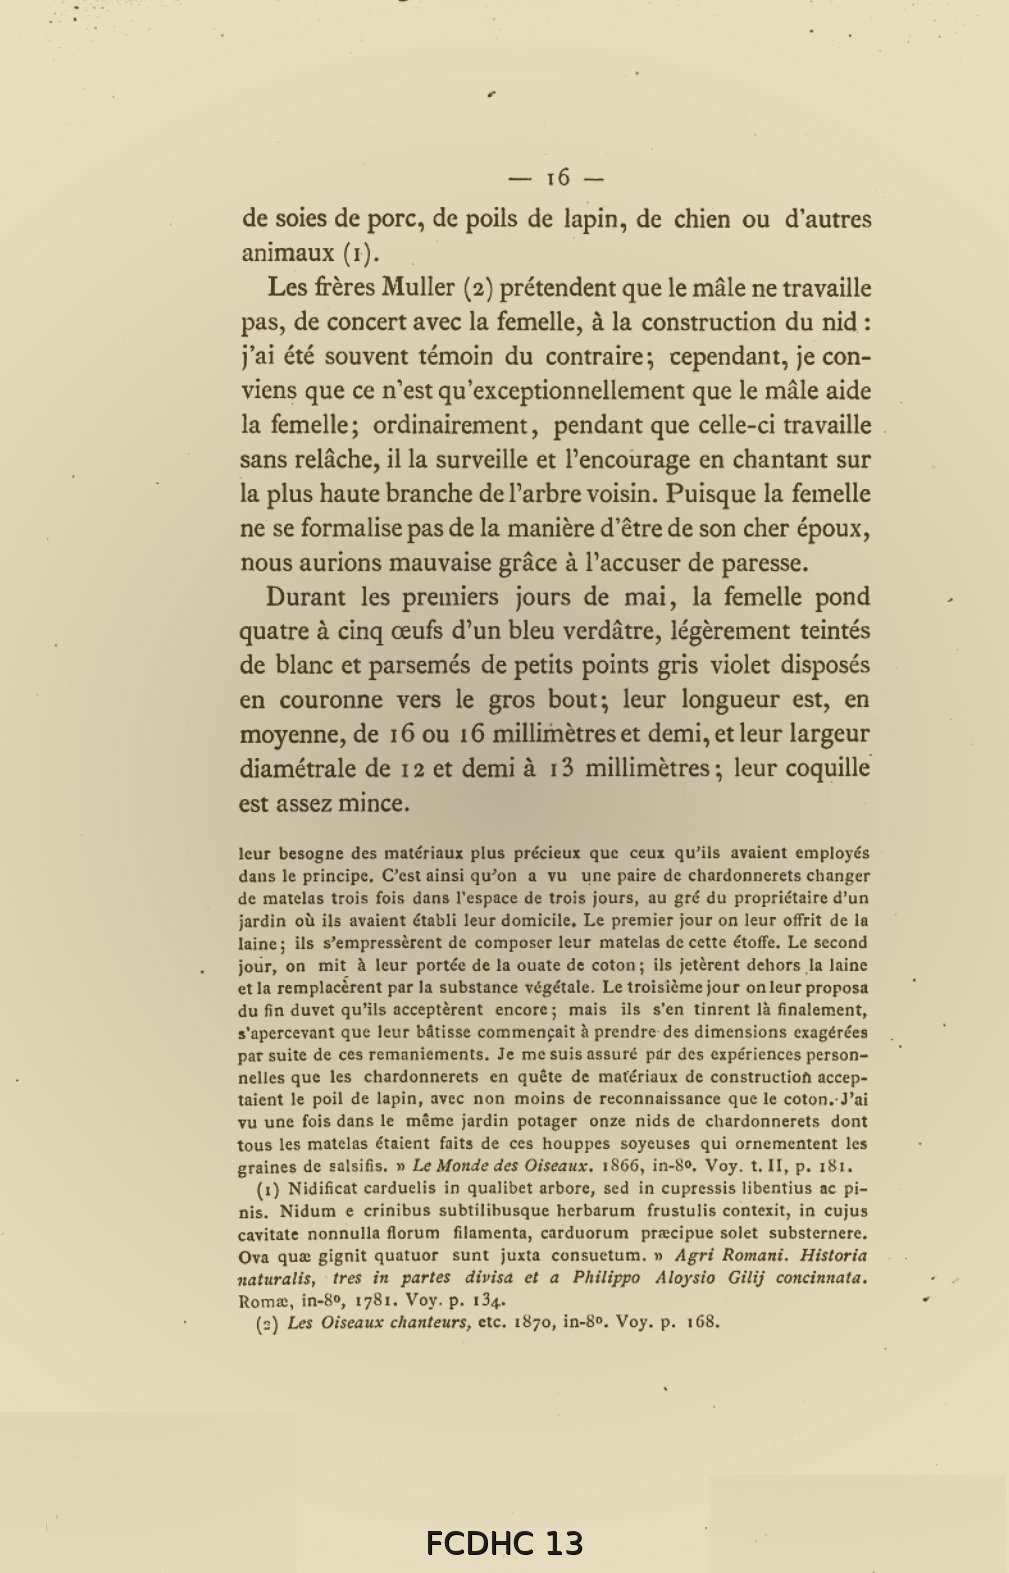 — 16 —
de soies de porc, de poils de lapin, de chien ou d'autres
animaux (1).
Les frères Muller (2) prétendent que le mâle ne travaille
pas, de concert avec la femelle, à la construction du nid :
j'ai été souvent témoin du contraire; cependant, je con-
viens que ce n'est qu'exceptionnellement que le mâle aide
la femelle; ordinairement, pendant que celle-ci travaille
sans relâche, il la surveille et l'encourage en chantant sur
la plus haute branche de l'arbre voisin. Puisque la femelle
ne se formalise pas de la manière d'être de son cher époux,
nous aurions mauvaise grâce à l'accuser de paresse.
Durant les premiers jours de mai, la femelle pond
quatre à cinq œufs d'un bleu verdâtre, légèrement teintés
de blanc et parsemés de petits points gris violet disposés
en couronne vers le gros bout; leur longueur est, en
moyenne, de 16 ou 16 millimètres et demi, et leur largeur
diamétrale de 12 et demi à 13 millimètres; leur coquille
est assez mince.
leur besogne des matériaux plus précieux que ceux qu'ils avaient employés
dans le principe. C'est ainsi qu'on a vu une paire de chardonnerets changer
de matelas trois fois dans l'espace de trois jours, au gré du propriétaire d'un
jardin où ils avaient établi leur domicile. Le premier jour on leur offrit de la
laine; ils s'empressèrent de composer leur matelas de cette étoffe. Le second
jour, on mit à leur portée de la ouate de coton; ils jetèrent dehors la laine
et la remplacèrent par la substance végétale. Le troisième jour on leur proposa
du fin duvet qu'ils acceptèrent encore; mais ils s'en tinrent là finalement,
s'apercevant que leur bâtisse commençait à prendre des dimensions exagérées
par suite de ces remaniements. Je me suis assuré par des expériences person-
nelles que les chardonnerets en quête de matériaux de construction accep-
taient le poil de lapin, avec non moins de reconnaissance que le coton. J'ai
vu une fois dans le même jardin potager onze nids de chardonnerets dont
tous les matelas étaient faits de ces houppes soyeuses qui ornementent les
graines de salsifis. » Le Monde des Oiseaux. 1866, in-8º. Voy. t. II, p. 181.
(1) Nidificat carduelis in qualibet arbore, sed in cupressis libentius ac pi-
nis. Nidum e crinibus subtilibusque herbarum frustulis contexit, in cujus
cavitate nonnulla florum filamenta, carduorum præcipue solet substernere.
Ova quæ gignit quatuor sunt juxta consuetum. » Agri Romani. Historia
naturalis, tres in partes divisa et a Philippo Aloysio Gilij concinnata.
Romæ, in-8º, 1781. Voy. p. 134.
(2) Les Oiseaux chanteurs, etc. 1870, in-8º. Voy. p. 168.
FCDHC 13